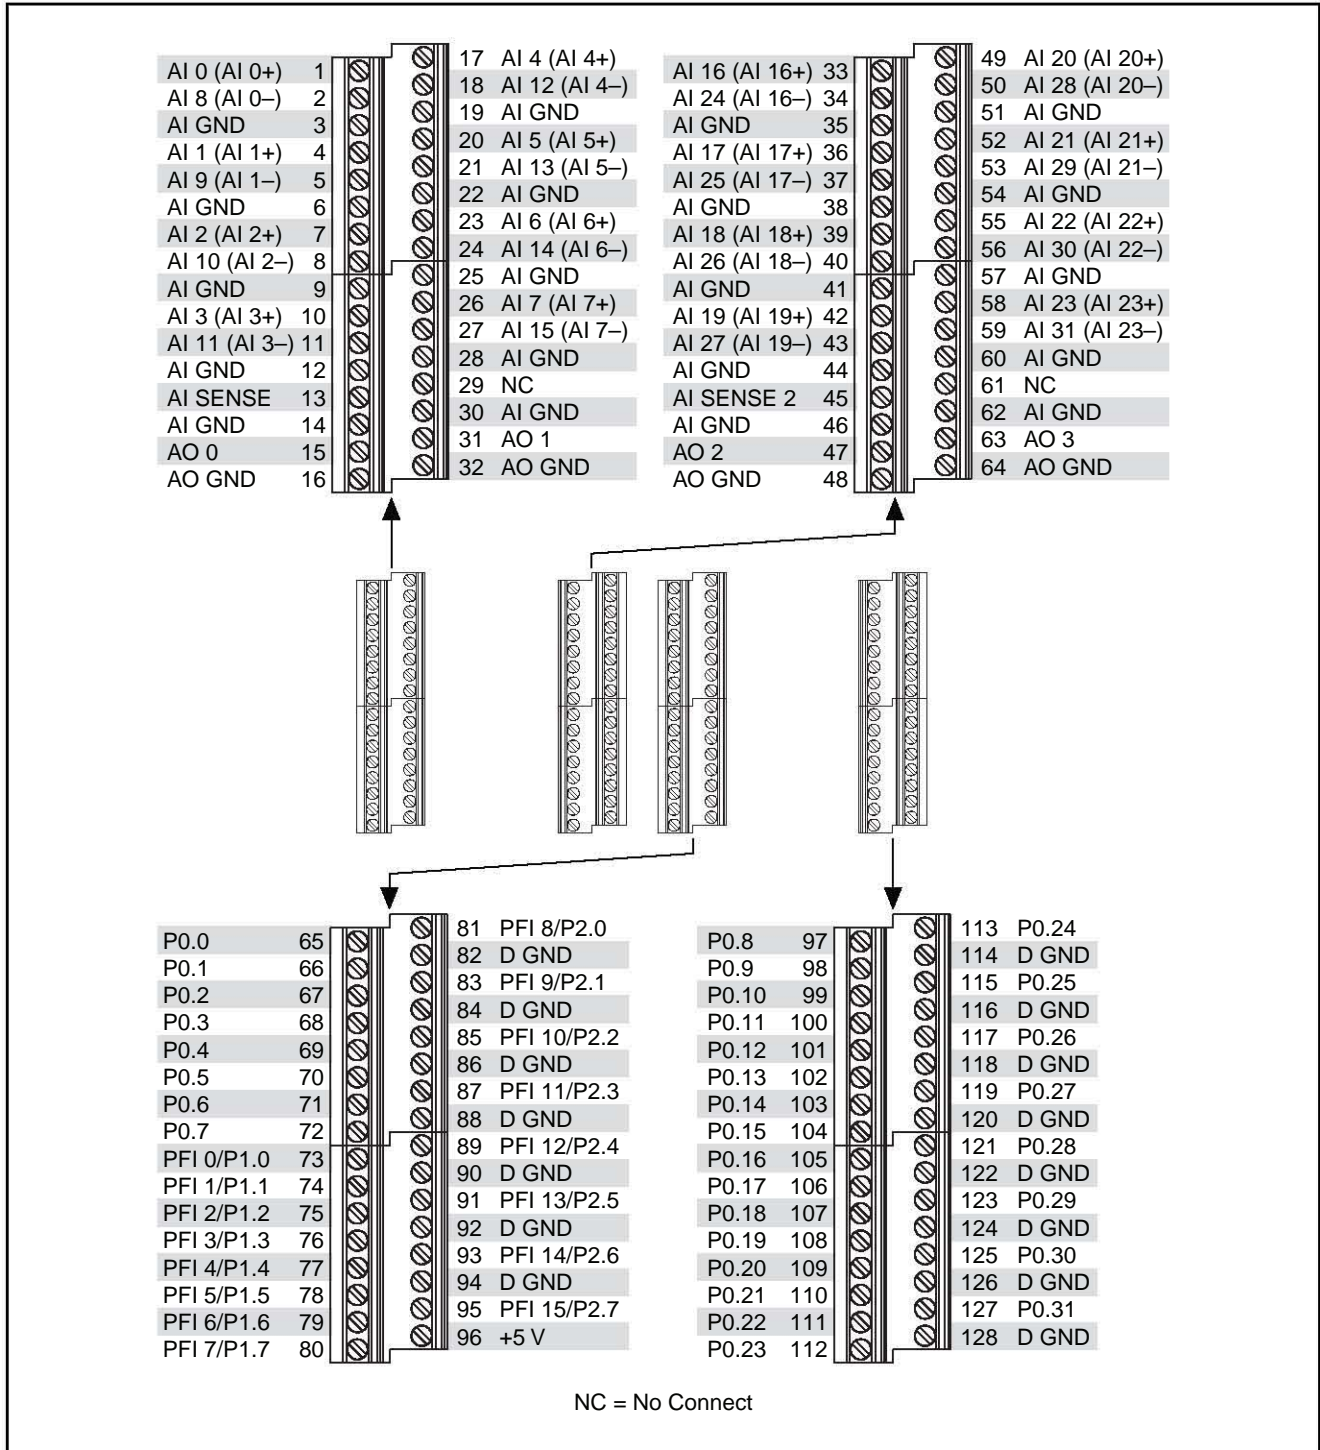 AI 0 (AI 0+) 1
AI 8 (AI 0–) 2
AI GND 3
AI 1 (AI 1+) 4
AI 9 (AI 1–) 5
AI GND 6
AI 2 (AI 2+) 7
AI 10 (AI 2–) 8
AI GND 9
AI 3 (AI 3+) 10
AI 11 (AI 3–) 11
AI GND 12
AI SENSE 13
AI GND 14
AO 0 15
AO GND 16
17 AI 4 (AI 4+)
18 AI 12 (AI 4–)
19 AI GND
20 AI 5 (AI 5+)
21 AI 13 (AI 5–)
22 AI GND
23 AI 6 (AI 6+)
24 AI 14 (AI 6–)
25 AI GND
26 AI 7 (AI 7+)
27 AI 15 (AI 7–)
28 AI GND
29 NC
30 AI GND
31 AO 1
32 AO GND
AI 16 (AI 16+) 33
AI 24 (AI 16–) 34
AI GND 35
AI 17 (AI 17+) 36
AI 25 (AI 17–) 37
AI GND 38
AI 18 (AI 18+) 39
AI 26 (AI 18–) 40
AI GND 41
AI 19 (AI 19+) 42
AI 27 (AI 19–) 43
AI GND 44
AI SENSE 2 45
AI GND 46
AO 2 47
AO GND 48
49 AI 20 (AI 20+)
50 AI 28 (AI 20–)
51 AI GND
52 AI 21 (AI 21+)
53 AI 29 (AI 21–)
54 AI GND
55 AI 22 (AI 22+)
56 AI 30 (AI 22–)
57 AI GND
58 AI 23 (AI 23+)
59 AI 31 (AI 23–)
60 AI GND
61 NC
62 AI GND
63 AO 3
64 AO GND
P0.0 65
P0.1 66
P0.2 67
P0.3 68
P0.4 69
P0.5 70
P0.6 71
P0.7 72
PFI 0/P1.0 73
PFI 1/P1.1 74
PFI 2/P1.2 75
PFI 3/P1.3 76
PFI 4/P1.4 77
PFI 5/P1.5 78
PFI 6/P1.6 79
PFI 7/P1.7 80
81 PFI 8/P2.0
82 D GND
83 PFI 9/P2.1
84 D GND
85 PFI 10/P2.2
86 D GND
87 PFI 11/P2.3
88 D GND
89 PFI 12/P2.4
90 D GND
91 PFI 13/P2.5
92 D GND
93 PFI 14/P2.6
94 D GND
95 PFI 15/P2.7
96 +5 V
P0.8 97
P0.9 98
P0.10 99
P0.11 100
P0.12 101
P0.13 102
P0.14 103
P0.15 104
P0.16 105
P0.17 106
P0.18 107
P0.19 108
P0.20 109
P0.21 110
P0.22 111
P0.23 112
113 P0.24
114 D GND
115 P0.25
116 D GND
117 P0.26
118 D GND
119 P0.27
120 D GND
121 P0.28
122 D GND
123 P0.29
124 D GND
125 P0.30
126 D GND
127 P0.31
128 D GND
NC = No Connect